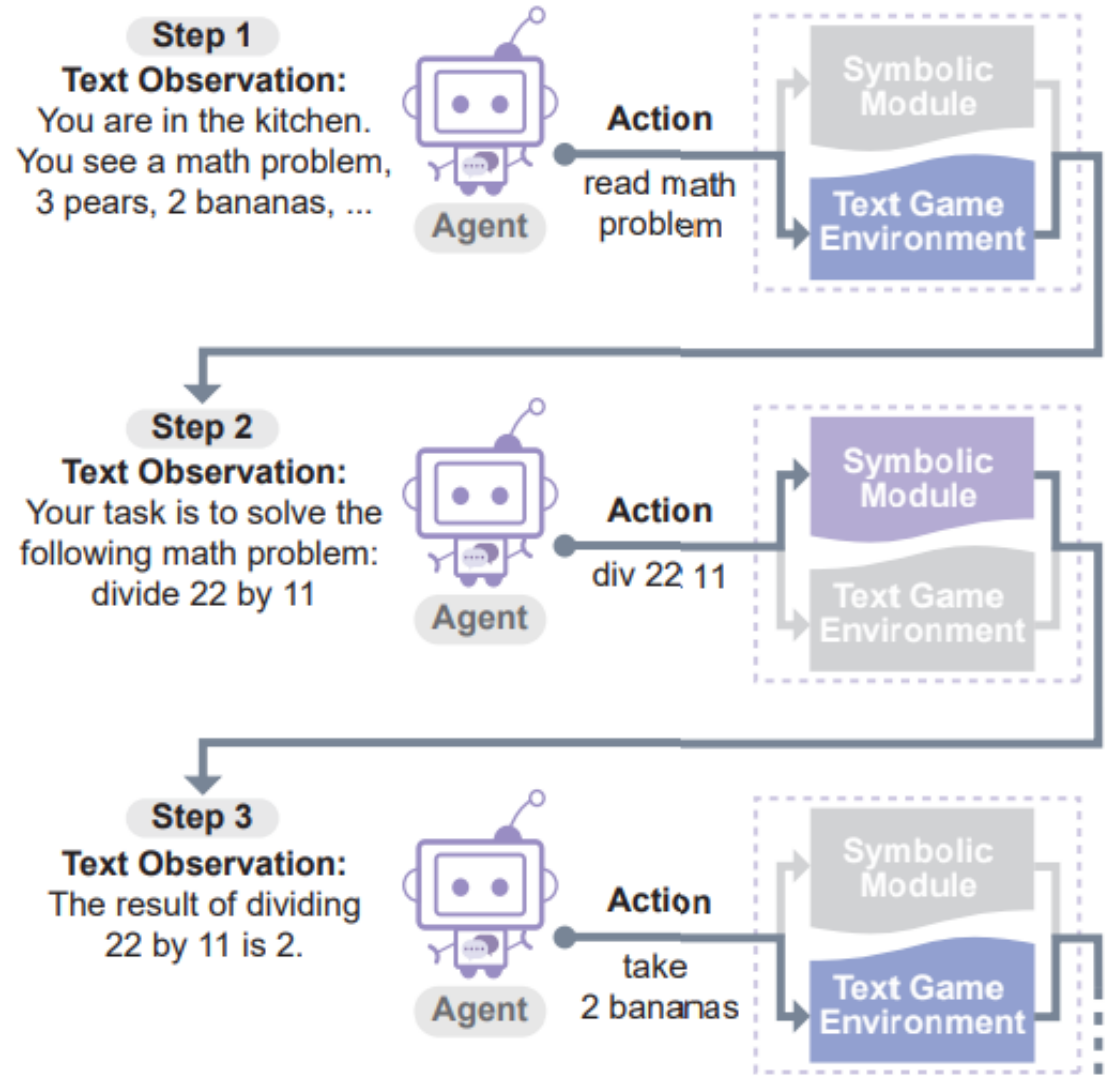 Step 1
Text Observation:
You are in the kitchen.
You see a math problem,
3 pears, 2 bananas, ...
Agent
Action
read math
problem
Symbolic
Module
Text Game
Environment
Step 2
Text Observation:
Your task is to solve the
following math problem:
divide 22 by 11
Agent
Action
div 22 11
Symbolic
Module
Text Game
Environment
Step 3
Text Observation:
The result of dividing
22 by 11 is 2.
Agent
Action
take
2 bananas
Symbolic
Module
Text Game
Environment